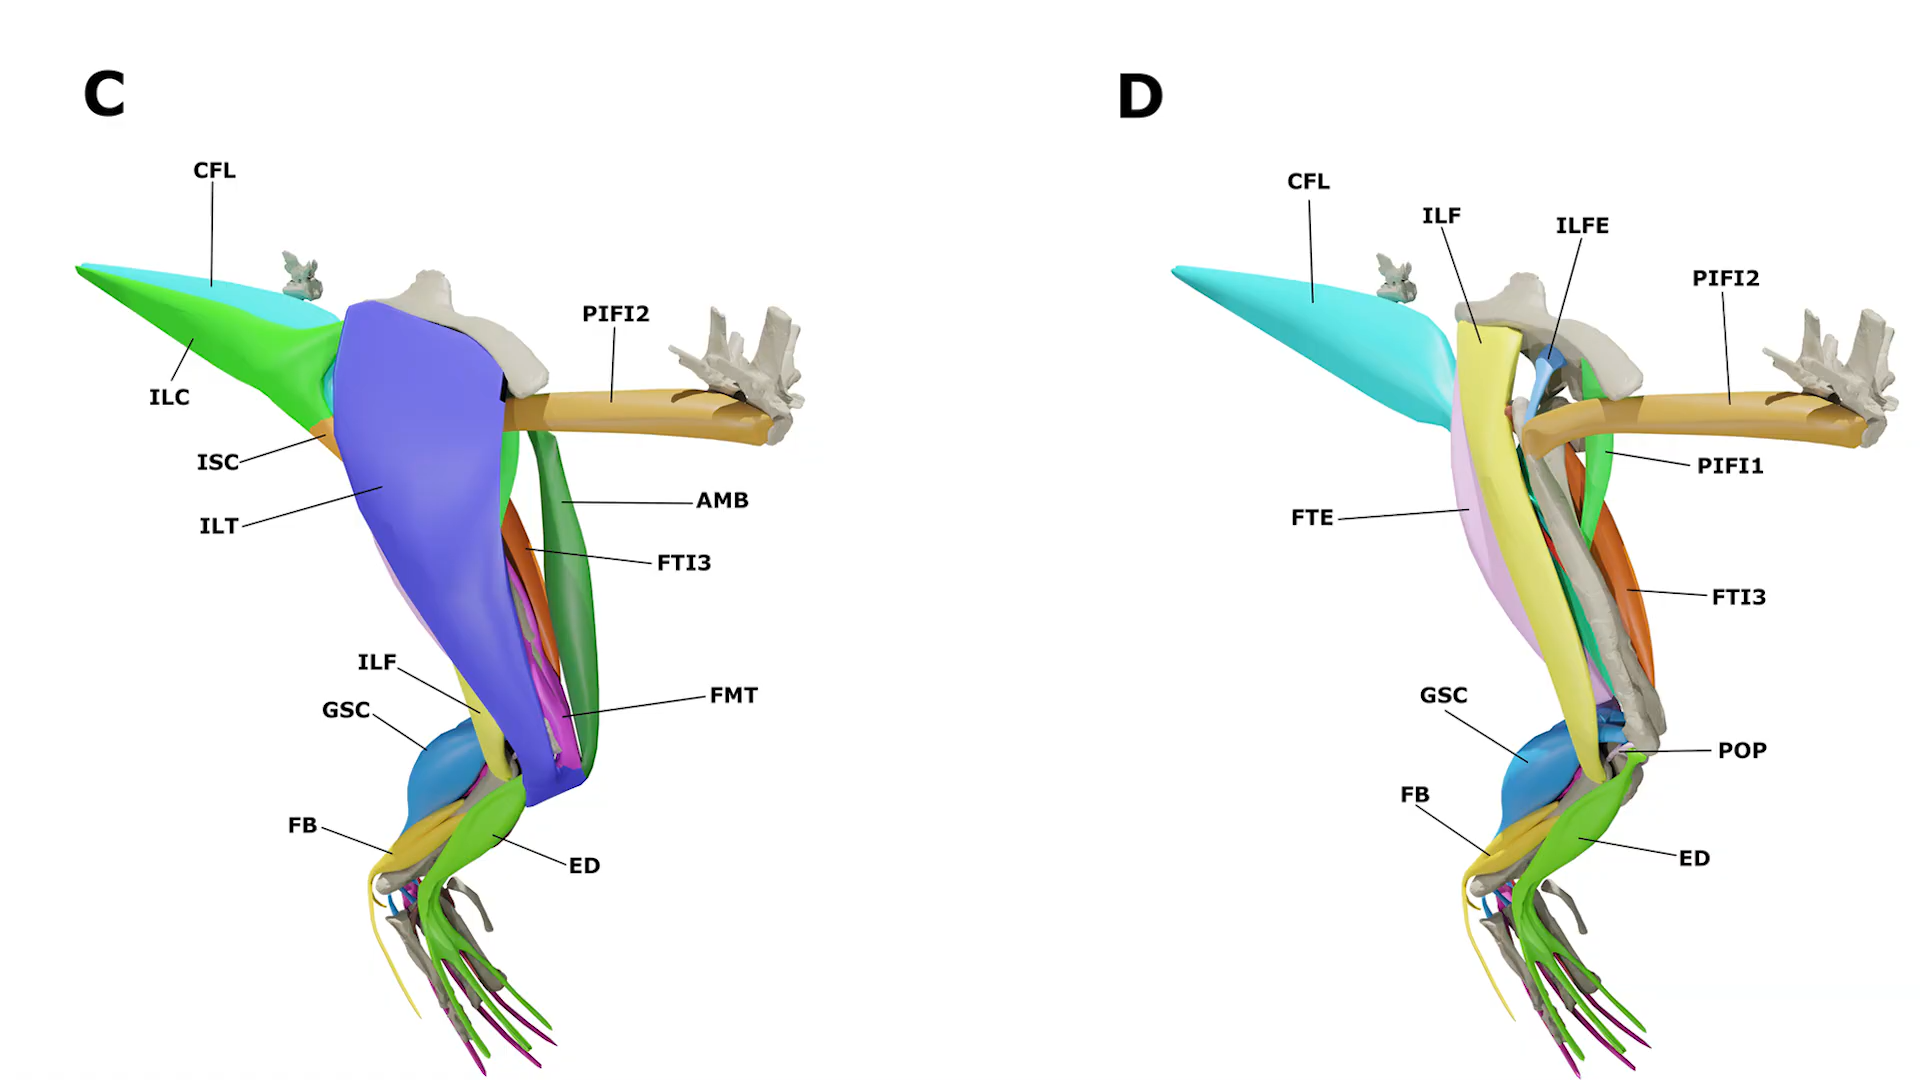 C
CFL
ILC
ISC
ILT
ILF
GSC
FB
PIFI2
AMB
FTI3
FMT
ED
D
CFL
ILF
ILFE
PIFI2
PIFI1
FTE
FTI3
GSC
POP
FB
ED